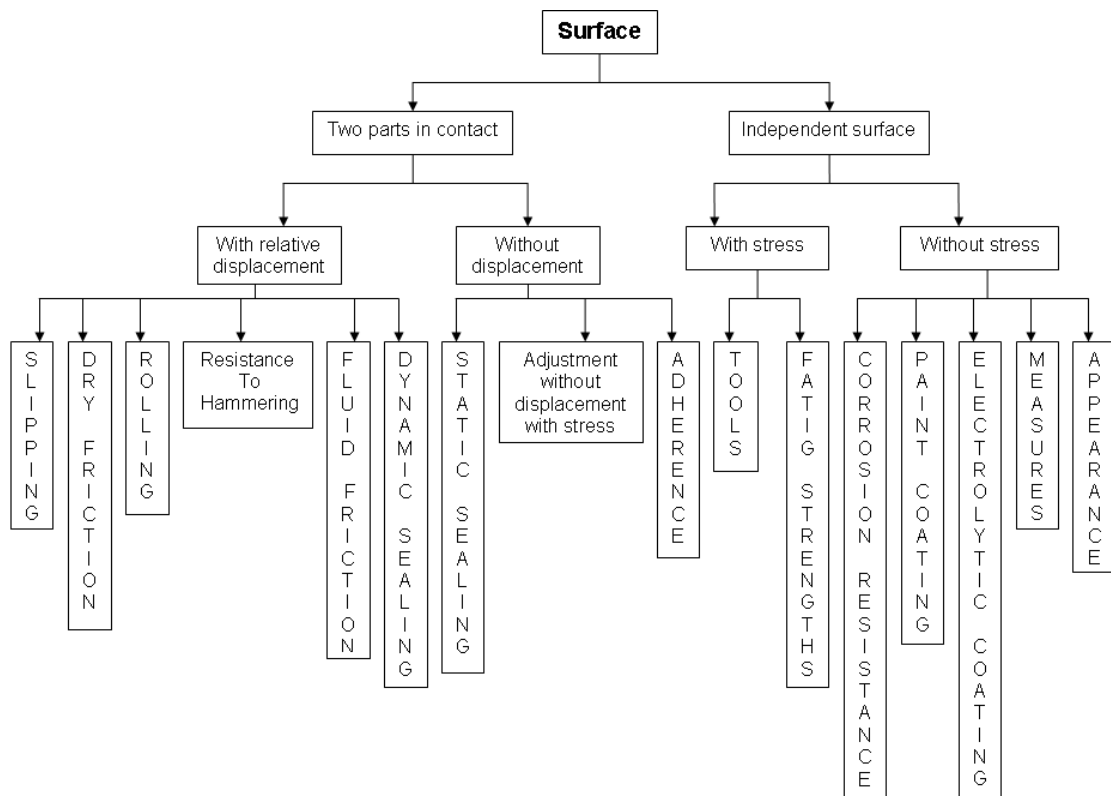 Surface
Two parts in contact
Independent surface
With relative
displacement
Without
displacement
With stress
Without stress
SLIPPING
DRY FRICTION
ROLLING
Resistance
To
Hammering
FLUID FRICTION
DYNAMIC SEALING
STATIC SEALING
Adjustment
without
displacement
with stress
ADHERENCE
TOOLS
FATIG STRENGTHS
CORROSION RESISTANCE
PAINT COATING
ELECTROLYTIC COATING
MEASURES
APPEARANCE